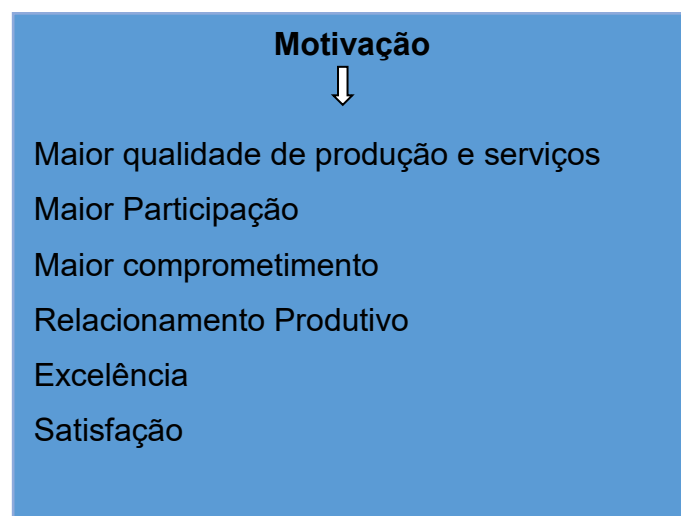 Motivação
Maior qualidade de produção e serviços
Maior Participação
Maior comprometimento
Relacionamento Produtivo
Excelência
Satisfação